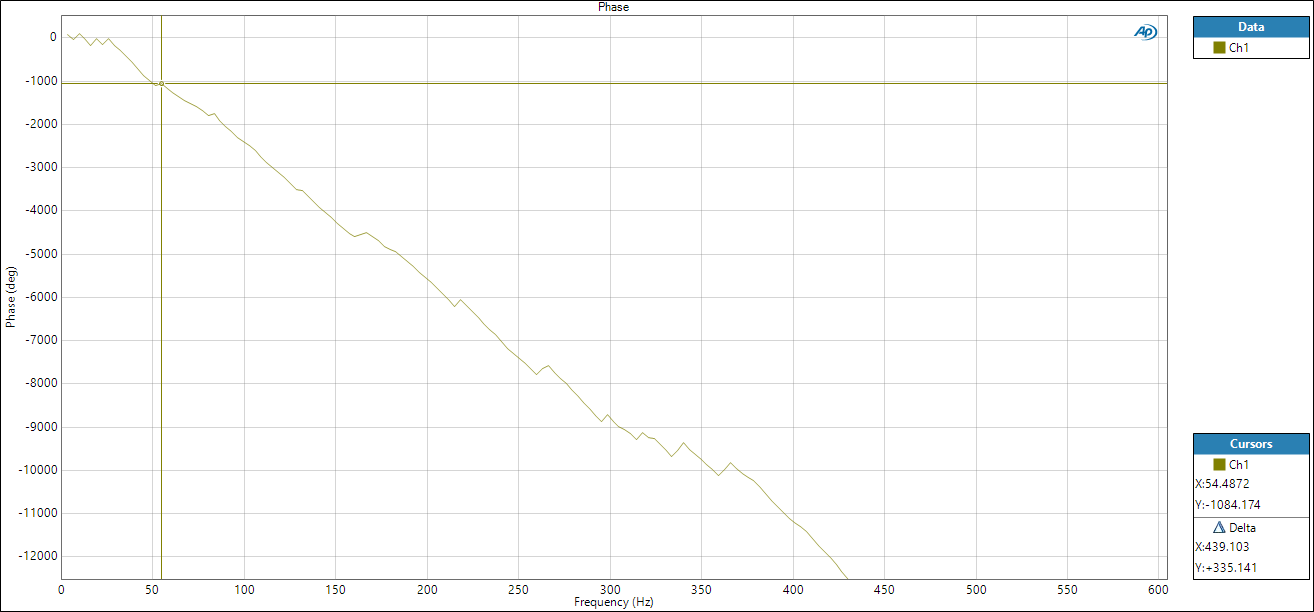 Phase
AP
Data
Ch1
0
-1000
-2000
-3000
-4000
-5000
-6000
-7000
-8000
-9000
-10000
-11000
-12000
Phase (deg)
0 50 100 150 200 250 300 350 400 450 500 550 600
Frequency (Hz)
Cursors
Ch1
X:54.4872
Y:-1084.174
Delta
X:439.103
Y:+335.141